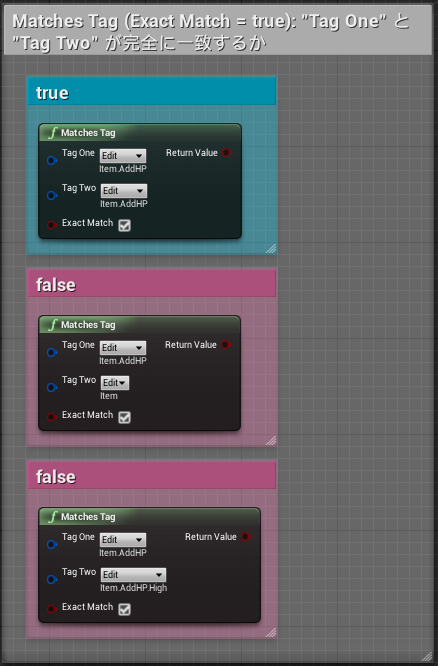 Matches Tag (Exact Match = true): "Tag One" と
"Tag Two" が完全に一致するか
true
f Matches Tag
Tag One Edit Return Value
Item.AddHP
Tag Two Edit
Item.AddHP
Exact Match
false
f Matches Tag
Tag One Edit Return Value
Item.AddHP
Tag Two Edit
Item
Exact Match
false
f Matches Tag
Tag One Edit Return Value
Item.AddHP
Tag Two Edit
Item.AddHP.High
Exact Match